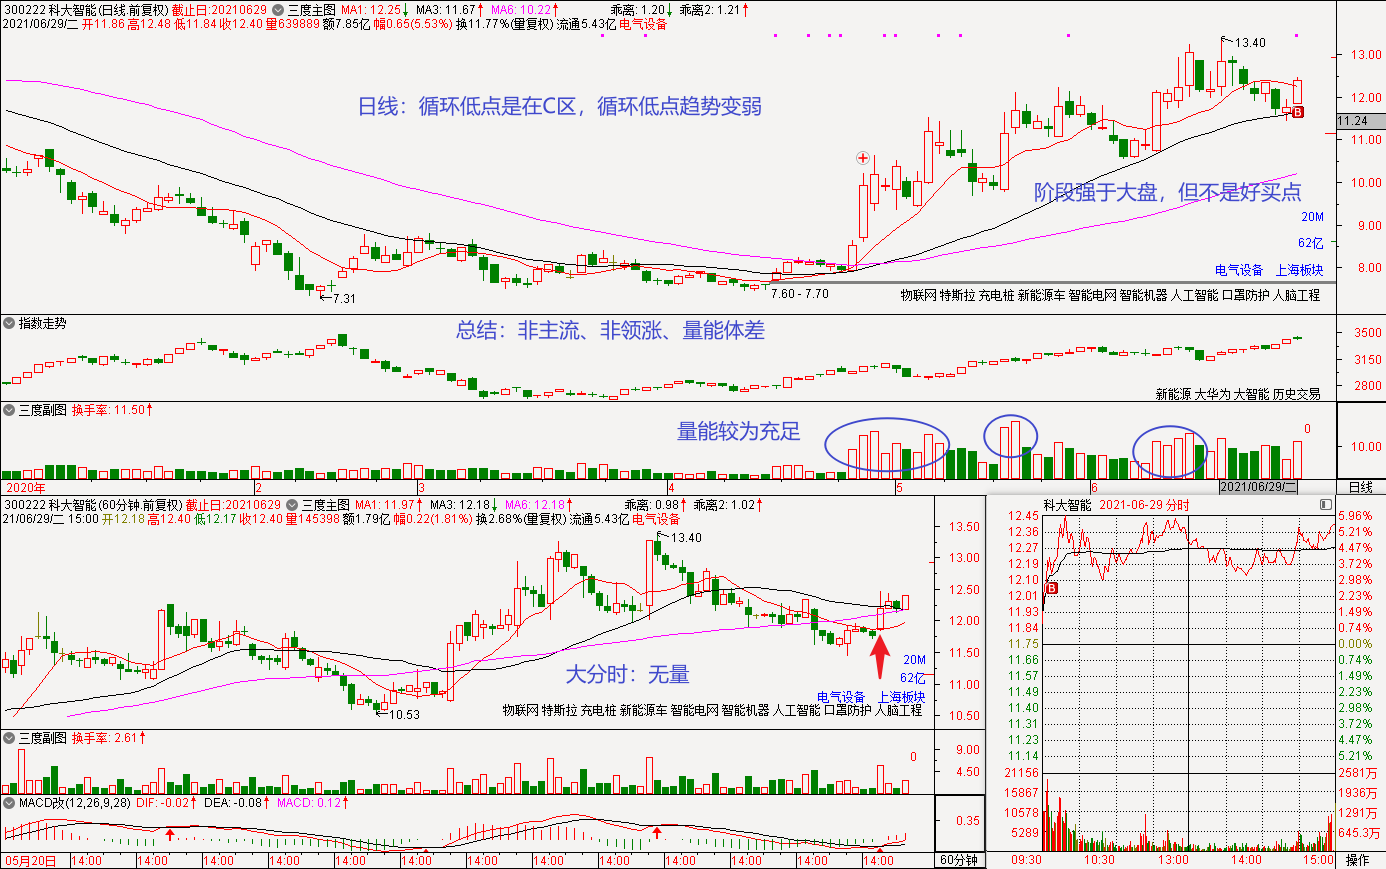 300222 科大智能(日线.前复权) 截止日:20210629 三度主图 MA1: 12.25↓ MA3: 11.67↑ MA6: 10.22↑ 乖离: 1.20↓ 乖离2: 1.21↑
2021/06/29/二 开11.86 高12.48 低11.84 收12.40 量639889 额7.85亿 幅0.65(5.53%) 换11.77%(量复权) 流通5.43亿 电气设备
13.40
13.00
日线：循环低点是在C区，循环低点趋势变弱
12.00
B
11.24
11.00
10.00
阶段强于大盘，但不是好买点
20M
9.00
62亿
8.00
电气设备 上海板块
7.31
7.60 - 7.70
物联网 特斯拉 充电桩 新能源车 智能电网 智能机器 人工智能 口罩防护 人脑工程
指数走势
总结：非主流、非领涨、量能体差
3500
3150
2800
新能源 大华为 大智能 历史交易
三度副图 换手率: 11.50↑
量能较为充足
0
10.00
2020年 2 3 4 5 6 2021/06/29/二 日线
300222 科大智能(60分钟.前复权) 截止日:20210629 三度主图 MA1: 11.97↑ MA3: 12.18↓ MA6: 12.18↑ 乖离: 0.98↑ 乖离2: 1.02↑
21/06/29/二 15:00 开12.18 高12.40 低12.17 收12.40 量145398 额1.79亿 幅0.22(1.81%) 换2.68%(量复权) 流通5.43亿 电气设备
13.40
13.50
13.00
12.50
12.00
11.50
20M
大分时：无量
62亿
11.00
电气设备 上海板块
10.53
物联网 特斯拉 充电桩 新能源车 智能电网 智能机器 人工智能 口罩防护 人脑工程
10.50
三度副图 换手率: 2.61↑
0
9.00
4.50
MACD改(12,26,9,28) DIF: -0.02↑ DEA: -0.08↑ MACD: 0.12↑
0.35
05月20日 14:00 14:00 14:00 14:00 14:00 14:00 14:00 14:00 14:00 14:00 14:00 14:00 14:00 60分钟
科大智能 2021-06-29 分时
12.45 5.96%
12.36 5.21%
12.27 4.47%
12.19 3.72%
12.10 2.98%
B
12.01 2.23%
11.93 1.49%
11.84 0.74%
11.75 0.00%
11.66 0.74%
11.57 1.49%
11.49 2.23%
11.40 2.98%
11.31 3.72%
11.23 4.47%
11.14 5.21%
21156 2581万
15867 1936万
10578 1291万
5289 645.3万
09:30 10:30 13:00 14:00 15:00 操作